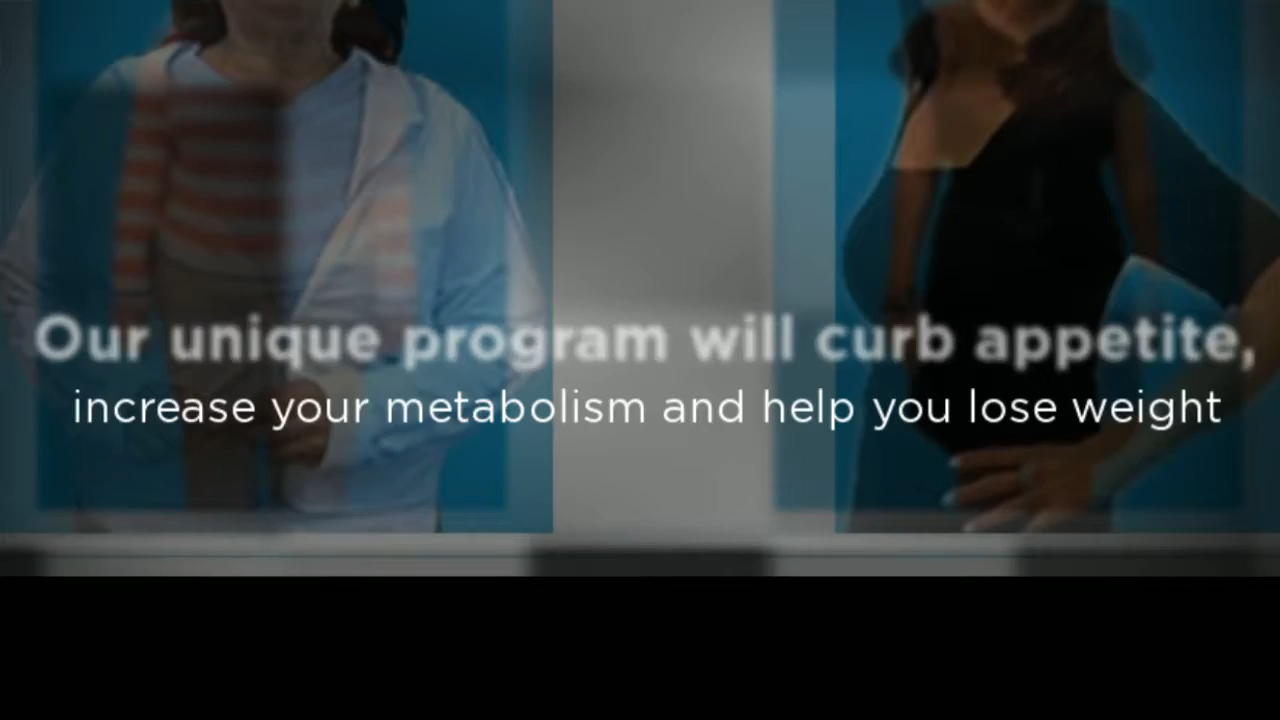 Our unique program will curb appetite,
increase your metabolism and help you lose weight